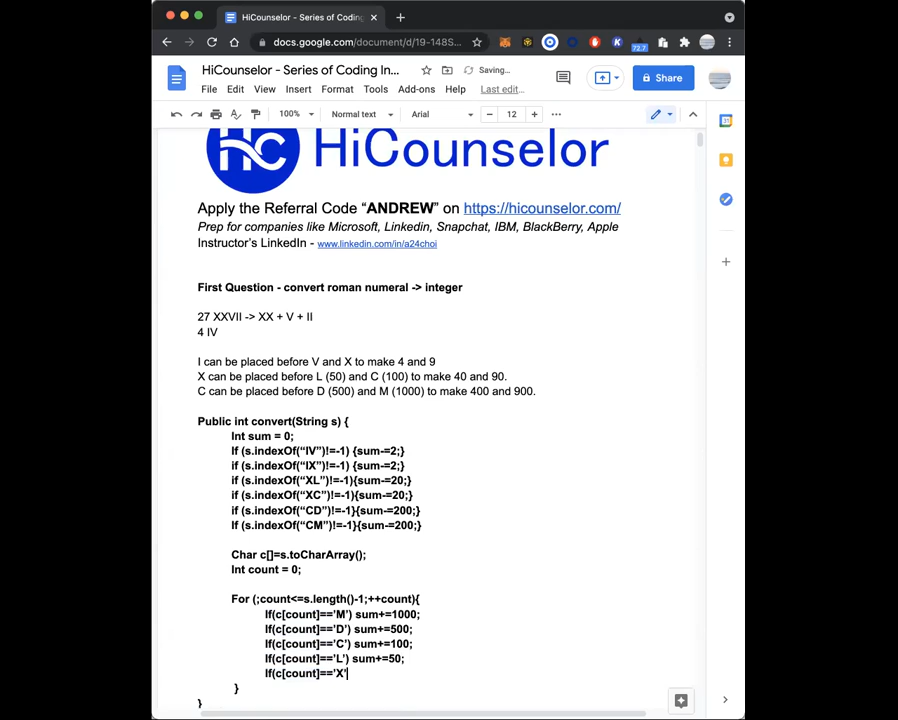 HiCounselor - Series of Coding
docs.google.com/document/d/19-148S...
72.7
HiCounselor - Series of Coding In...
Saving...
Share
File Edit View Insert Format Tools Add-ons Help Last edit...
100% Normal text Arial 12
HC HiCounselor
Apply the Referral Code “ANDREW” on https://hicounselor.com/
Prep for companies like Microsoft, Linkedin, Snapchat, IBM, BlackBerry, Apple
Instructor’s LinkedIn - www.linkedin.com/in/a24choi
First Question - convert roman numeral -> integer
27 XXVII -> XX + V + II
4 IV
I can be placed before V and X to make 4 and 9
X can be placed before L (50) and C (100) to make 40 and 90.
C can be placed before D (500) and M (1000) to make 400 and 900.
Public int convert(String s) {
Int sum = 0;
If (s.indexOf(“IV”)!=-1) {sum-=2;}
if (s.indexOf(“IX”)!=-1) {sum-=2;}
if (s.indexOf(“XL”)!=-1){sum-=20;}
if (s.indexOf(“XC”)!=-1){sum-=20;}
if (s.indexOf(“CD”)!=-1}{sum-=200;}
If (s.indexOf(“CM”)!=-1}{sum-=200;}
Char c[]=s.toCharArray();
Int count = 0;
For (;count<=s.length()-1;++count){
If(c[count]==’M’) sum+=1000;
If(c[count]==’D’) sum+=500;
If(c[count]==’C’) sum+=100;
If(c[count]==’L’) sum+=50;
If(c[count]==’X’
}
}